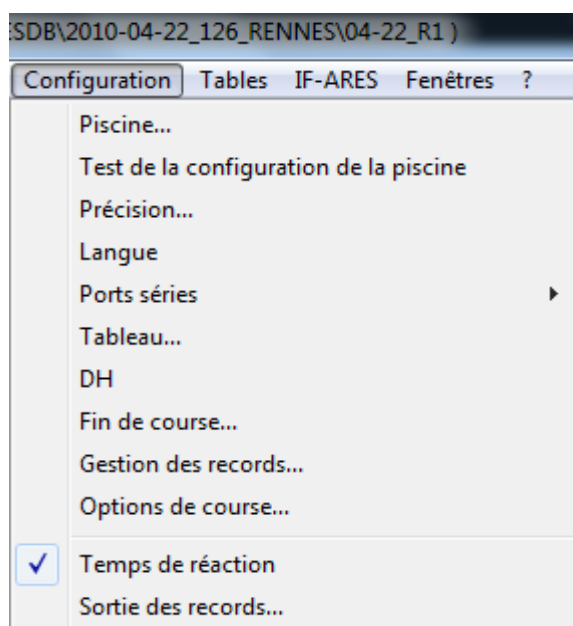 ESDB\2010-04-22_126_RENNES\04-22_R1 )
Configuration Tables IF-ARES Fenêtres ?
Piscine...
Test de la configuration de la piscine
Précision...
Langue
Ports séries
Tableau...
DH
Fin de course...
Gestion des records...
Options de course...
Temps de réaction
Sortie des records...